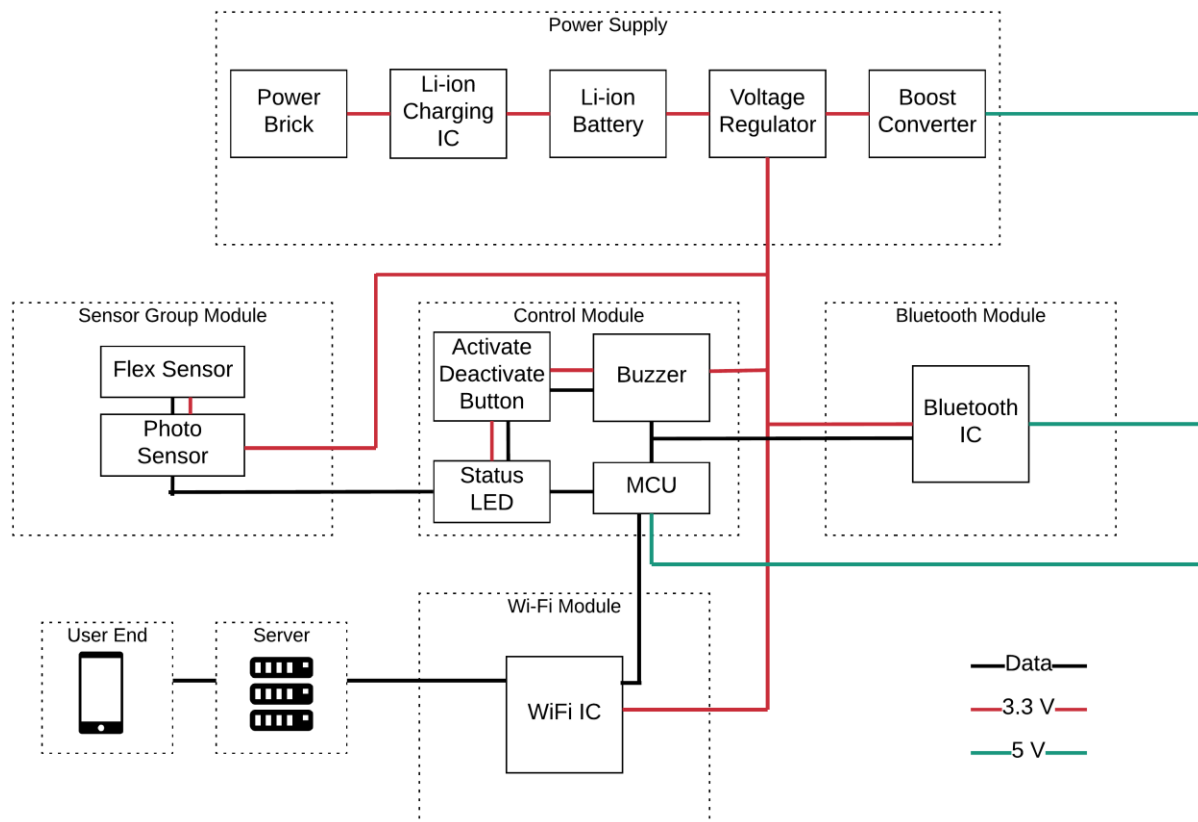 Power Supply
Power
Brick
Li-ion
Charging
IC
Li-ion
Battery
Voltage
Regulator
Boost
Converter
Sensor Group Module
Flex Sensor
Photo
Sensor
Control Module
Activate
Deactivate
Button
Buzzer
Status
LED
MCU
Bluetooth Module
Bluetooth
IC
User End
Server
Wi-Fi Module
WiFi IC
Data
3.3 V
5 V